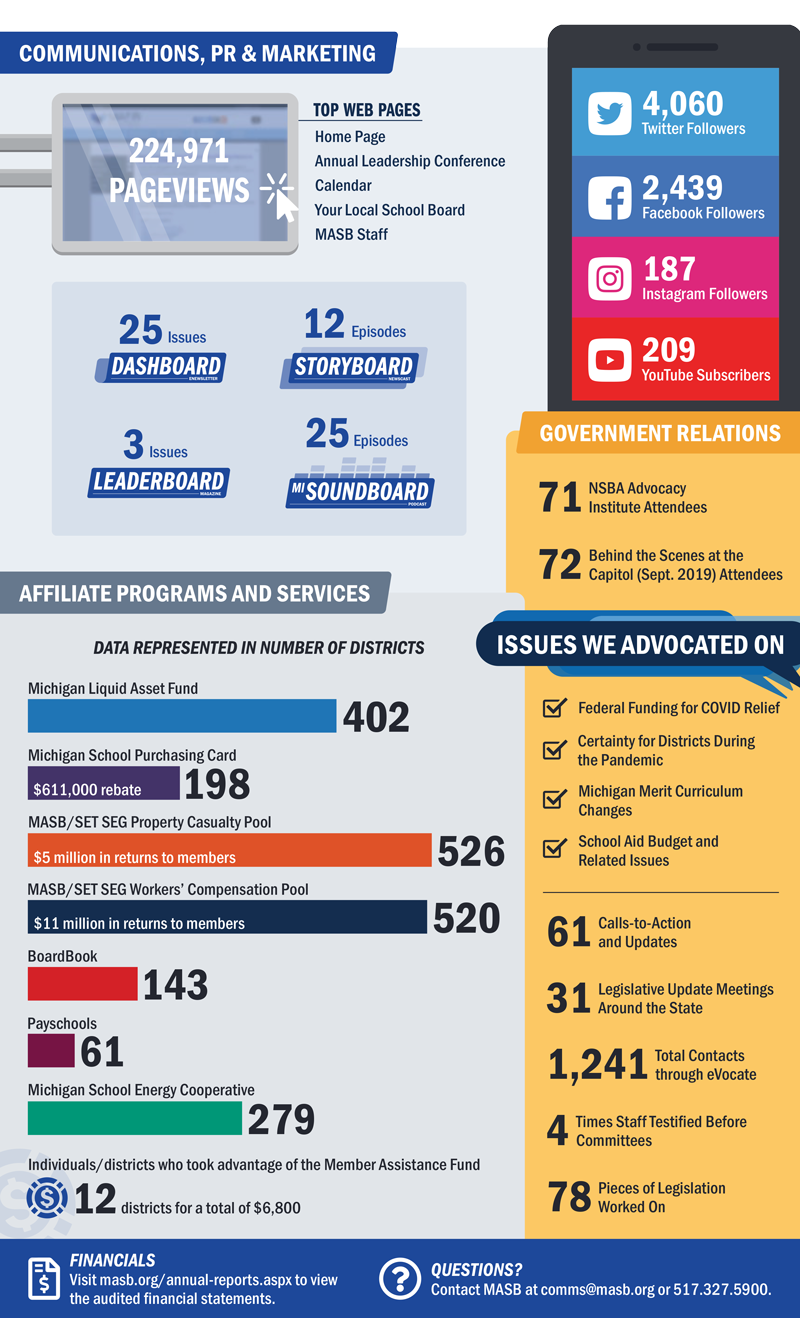 COMMUNICATIONS, PR & MARKETING
224,971
PAGEVIEWS
TOP WEB PAGES
Home Page
Annual Leadership Conference
Calendar
Your Local School Board
MASB Staff
4,060
Twitter Followers
2,439
Facebook Followers
187
Instagram Followers
209
YouTube Subscribers
25 Issues
DASHBOARD
ENEWSLETTER
12 Episodes
STORYBOARD
NEWSCAST
3 Issues
LEADERBOARD
MAGAZINE
25 Episodes
MI SOUNDBOARD
PODCAST
GOVERNMENT RELATIONS
71 NSBA Advocacy
Institute Attendees
72 Behind the Scenes at the
Capitol (Sept. 2019) Attendees
AFFILIATE PROGRAMS AND SERVICES
DATA REPRESENTED IN NUMBER OF DISTRICTS
Michigan Liquid Asset Fund
402
Michigan School Purchasing Card
$611,000 rebate 198
MASB/SET SEG Property Casualty Pool
$5 million in returns to members 526
MASB/SET SEG Workers’ Compensation Pool
$11 million in returns to members 520
BoardBook
143
Payschools
61
Michigan School Energy Cooperative
279
Individuals/districts who took advantage of the Member Assistance Fund
12 districts for a total of $6,800
ISSUES WE ADVOCATED ON
Federal Funding for COVID Relief
Certainty for Districts During
the Pandemic
Michigan Merit Curriculum
Changes
School Aid Budget and
Related Issues
61 Calls-to-Action
and Updates
31 Legislative Update Meetings
Around the State
1,241 Total Contacts
through eVocate
4 Times Staff Testified Before
Committees
78 Pieces of Legislation
Worked On
FINANCIALS
Visit masb.org/annual-reports.aspx to view
the audited financial statements.
QUESTIONS?
Contact MASB at comms@masb.org or 517.327.5900.